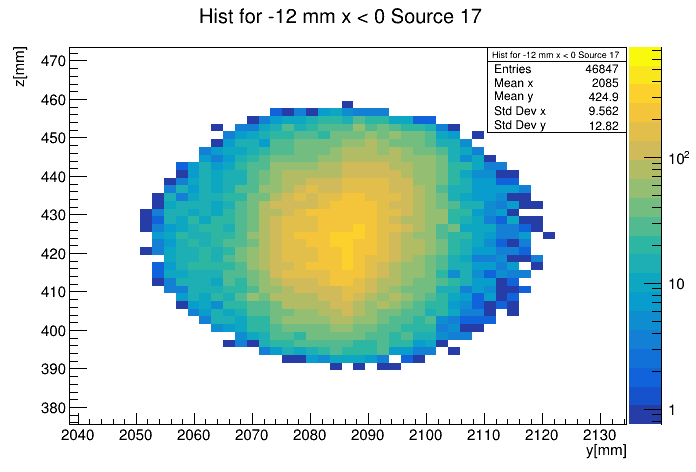 Hist for -12 mm x < 0 Source 17
z[mm]
Hist for -12 mm x < 0 Source 17
Entries 46847
Mean x 2085
Mean y 424.9
Std Dev x 9.562
Std Dev y 12.82
470
460
450
440
430
420
410
400
390
380
10²
10
1
2040 2050 2060 2070 2080 2090 2100 2110 2120 2130
y[mm]